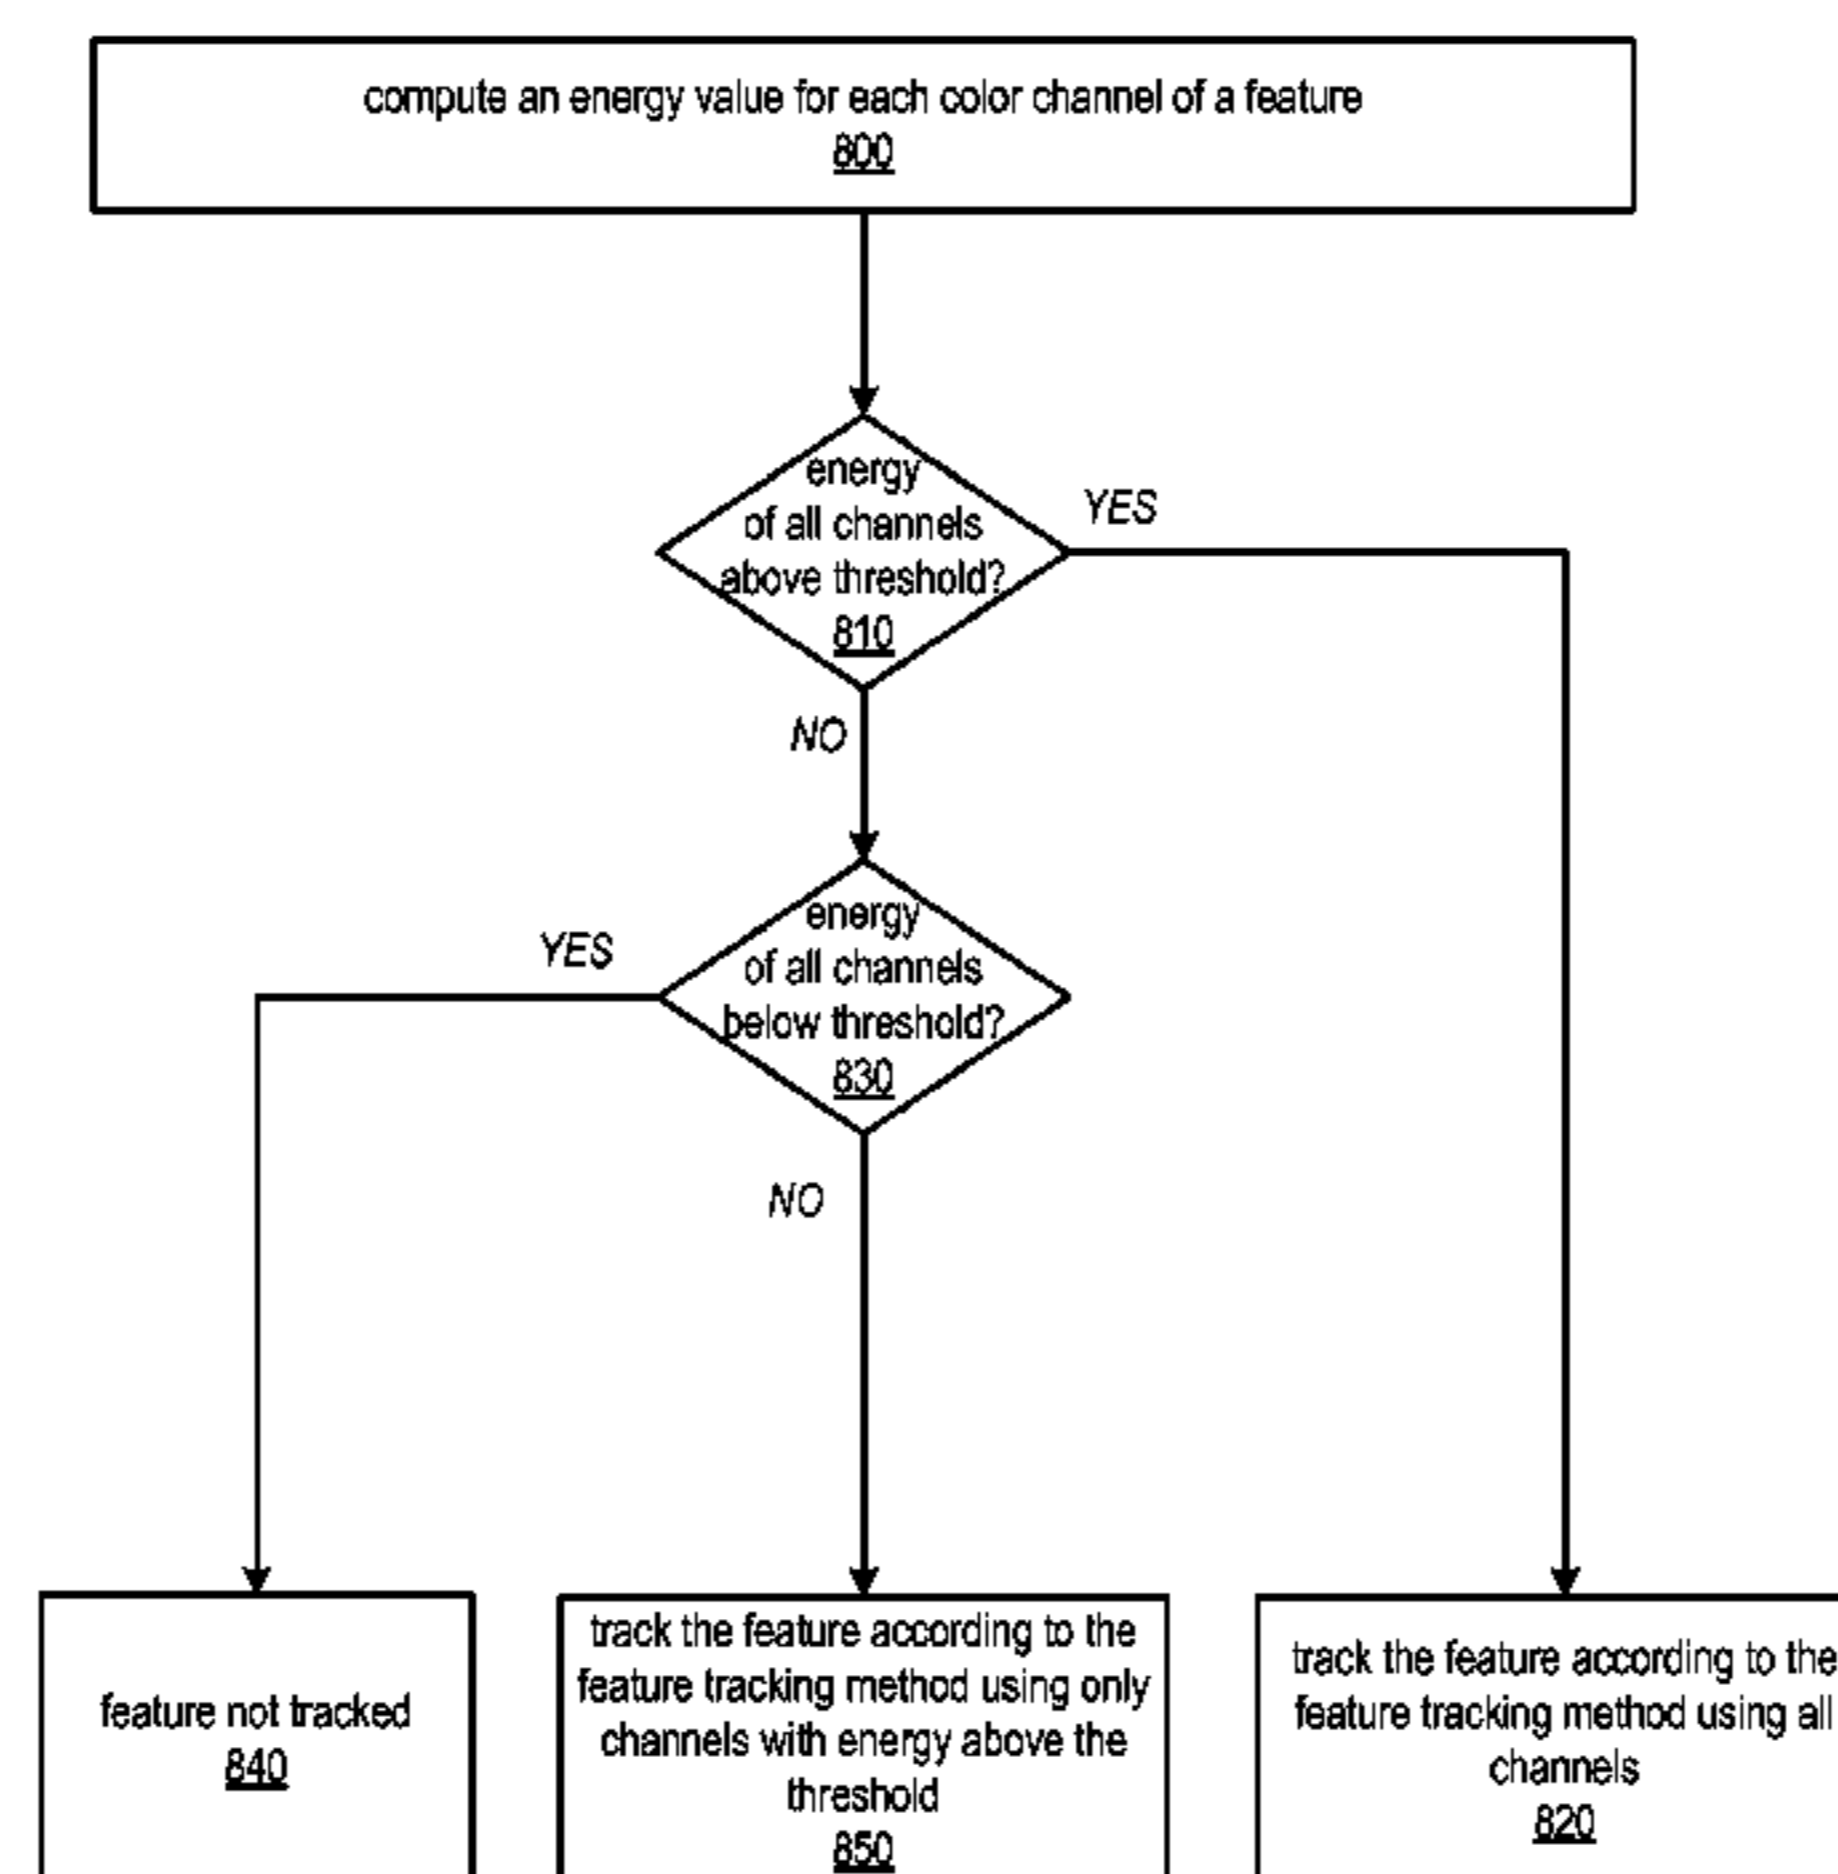 compute an energy value for each color channel of a feature
800
energy
of all channels
above threshold?
810
YES
NO
energy
of all channels
below threshold?
830
YES
NO
feature not tracked
840
track the feature according to the
feature tracking method using only
channels with energy above the
threshold
850
track the feature according to the
feature tracking method using all
channels
820